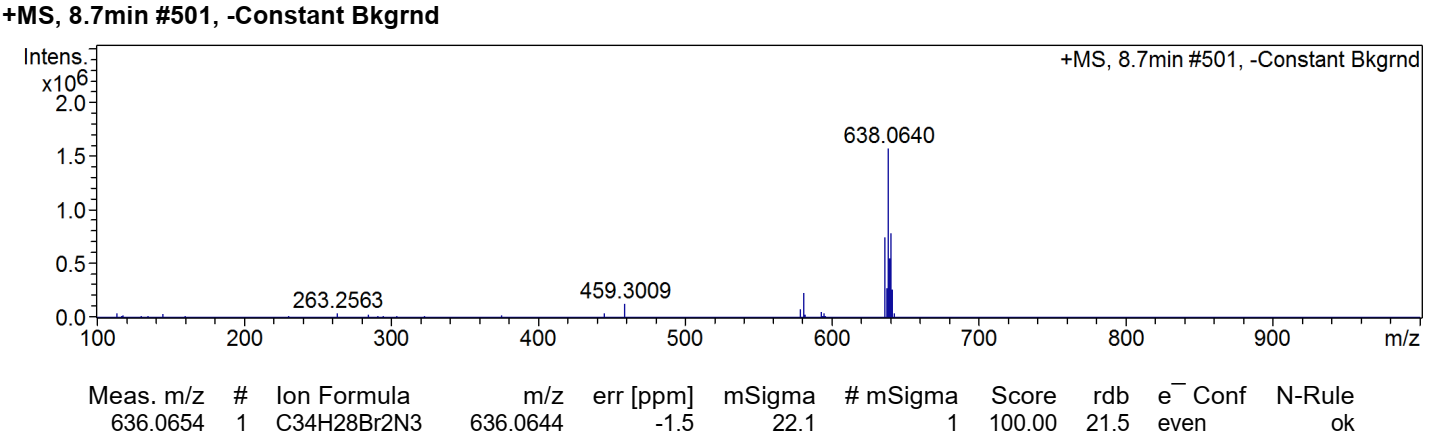 +MS, 8.7min #501, -Constant Bkgrnd
Intens.
x10⁶
+MS, 8.7min #501, -Constant Bkgrnd
2.0
638.0640
1.5
1.0
0.5
459.3009
263.2563
0.0
100 200 300 400 500 600 700 800 900 m/z
Meas. m/z # Ion Formula m/z err [ppm] mSigma # mSigma Score rdb e¯ Conf N-Rule
636.0654 1 C34H28Br2N3 636.0644 -1.5 22.1 1 100.00 21.5 even ok